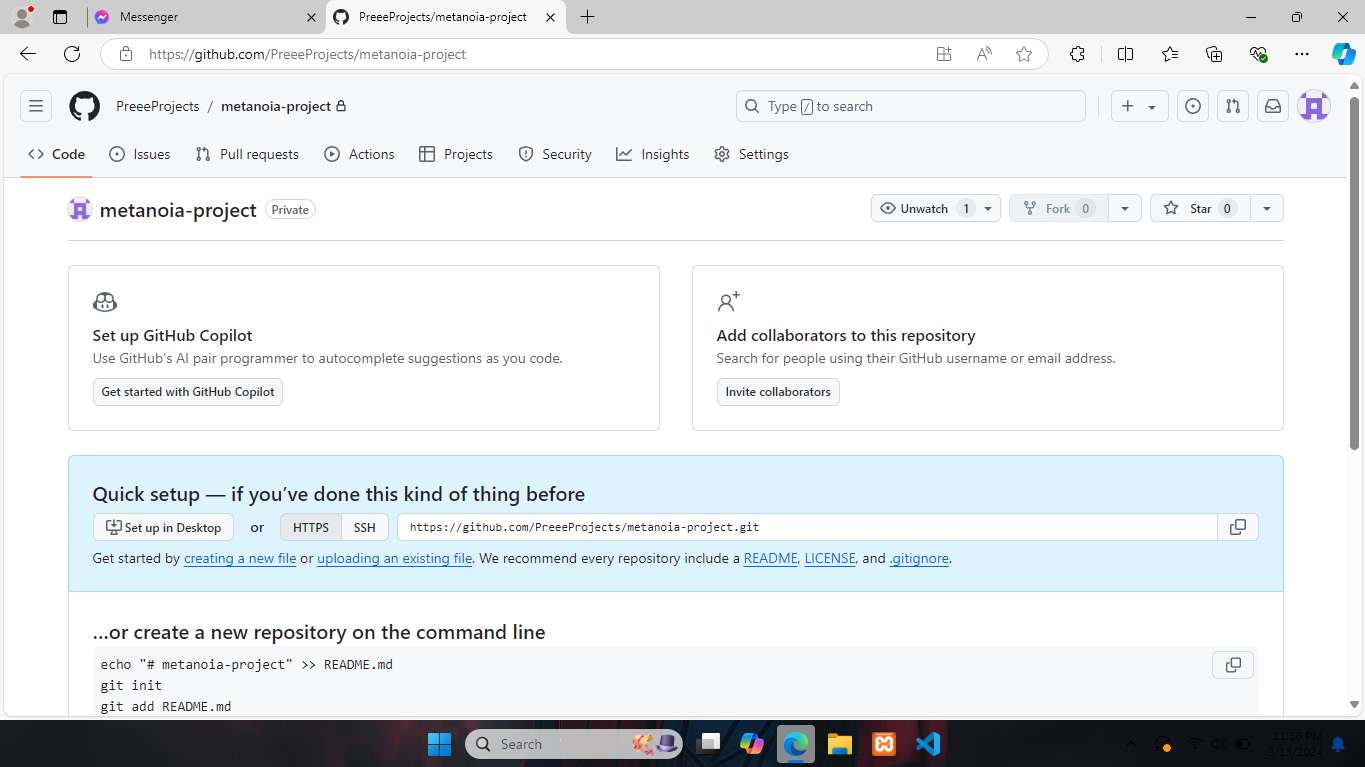 Messenger
PreeeProjects/metanoia-project
https://github.com/PreeeProjects/metanoia-project
PreeeProjects / metanoia-project
Type / to search
Code
Issues
Pull requests
Actions
Projects
Security
Insights
Settings
metanoia-project Private
Unwatch 1
Fork 0
Star 0
Set up GitHub Copilot
Use GitHub's AI pair programmer to autocomplete suggestions as you code.
Get started with GitHub Copilot
Add collaborators to this repository
Search for people using their GitHub username or email address.
Invite collaborators
Quick setup — if you’ve done this kind of thing before
Set up in Desktop or HTTPS SSH https://github.com/PreeeProjects/metanoia-project.git
Get started by creating a new file or uploading an existing file. We recommend every repository include a README, LICENSE, and .gitignore.
…or create a new repository on the command line
echo "# metanoia-project" >> README.md
git init
git add README.md
Search
11:36 PM
9/13/2024